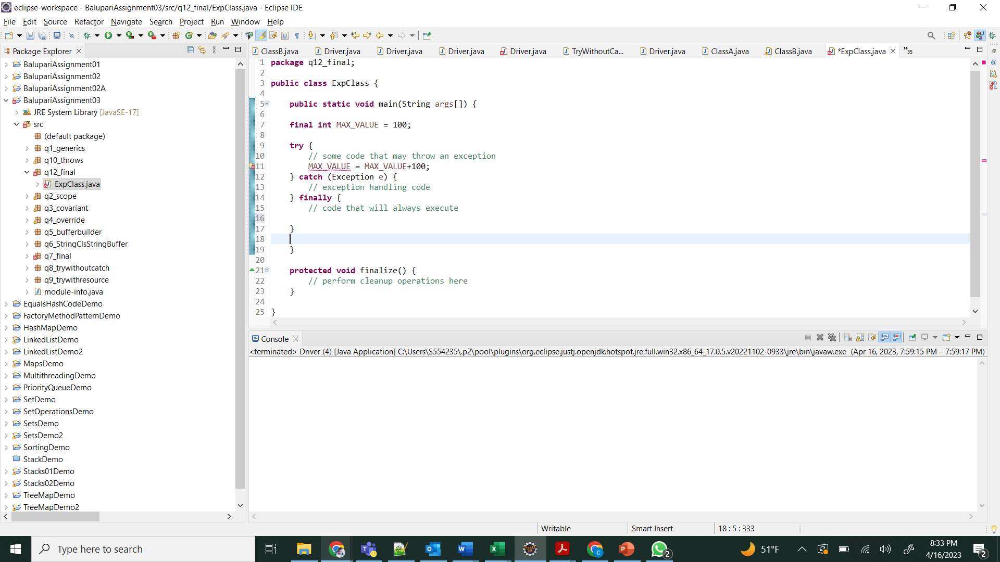 eclipse-workspace - BalupariAssignment03/src/q12_final/ExpClass.java - Eclipse IDE
File Edit Source Refactor Navigate Search Project Run Window Help
Package Explorer
BalupariAssignment01
BalupariAssignment02
BalupariAssignment02A
BalupariAssignment03
JRE System Library [JavaSE-17]
src
(default package)
q1_generics
q10_throws
q12_final
ExpClass.java
q2_scope
q3_covariant
q4_override
q5_bufferbuilder
q6_StringClsStringBuffer
q7_final
q8_trywithoutcatch
q9_trywithresource
module-info.java
EqualsHashCodeDemo
FactoryMethodPatternDemo
HashMapDemo
LinkedListDemo
LinkedListDemo2
MapsDemo
MultithreadingDemo
PriorityQueueDemo
SetDemo
SetOperationsDemo
SetsDemo
SetsDemo2
SortingDemo
StackDemo
Stacks01Demo
Stacks02Demo
TreeMapDemo
TreeMapDemo2
ClassB.java Driver.java Driver.java Driver.java Driver.java TryWithoutCa... Driver.java ClassA.java ClassB.java *ExpClass.java »35
1 package q12_final;
2
3 public class ExpClass {
4
5 public static void main(String args[]) {
6
7 final int MAX_VALUE = 100;
8
9 try {
10 // some code that may throw an exception
11 MAX_VALUE = MAX_VALUE+100;
12 } catch (Exception e) {
13 // exception handling code
14 } finally {
15 // code that will always execute
16
17 }
18
19 }
20
21 protected void finalize() {
22 // perform cleanup operations here
23 }
24
25 }
Console
<terminated> Driver (4) [Java Application] C:\Users\S554235\.p2\pool\plugins\org.eclipse.justj.openjdk.hotspot.jre.full.win32.x86_64_17.0.5.v20221102-0933\jre\bin\javaw.exe (Apr 16, 2023, 7:59:15 PM – 7:59:17 PM)
Writable Smart Insert 18 : 5 : 333
Type here to search
2
51°F
8:33 PM
4/16/2023
2